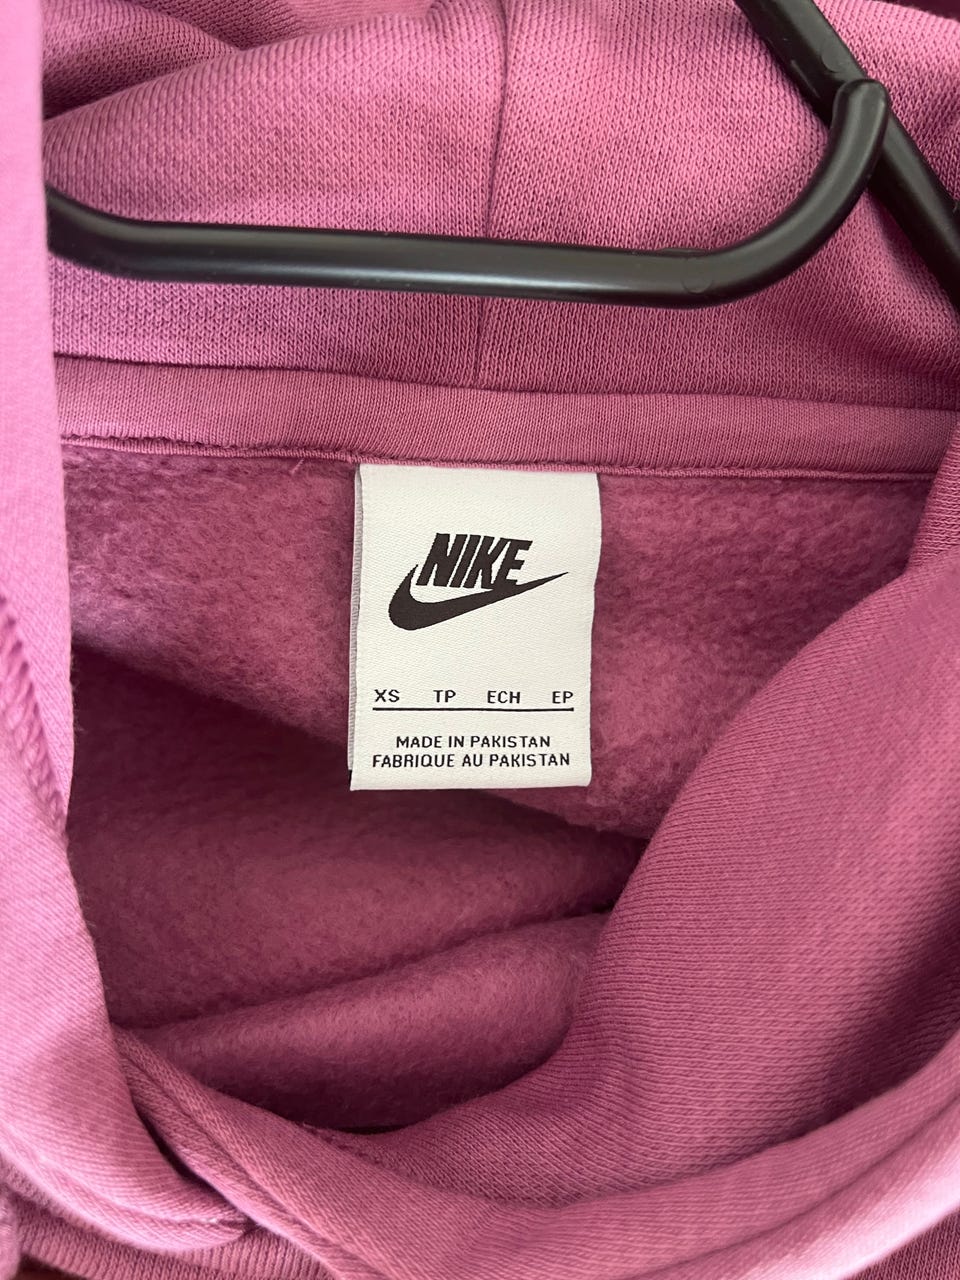 NIKE
XS TP ECH EP
MADE IN PAKISTAN
FABRIQUE AU PAKISTAN